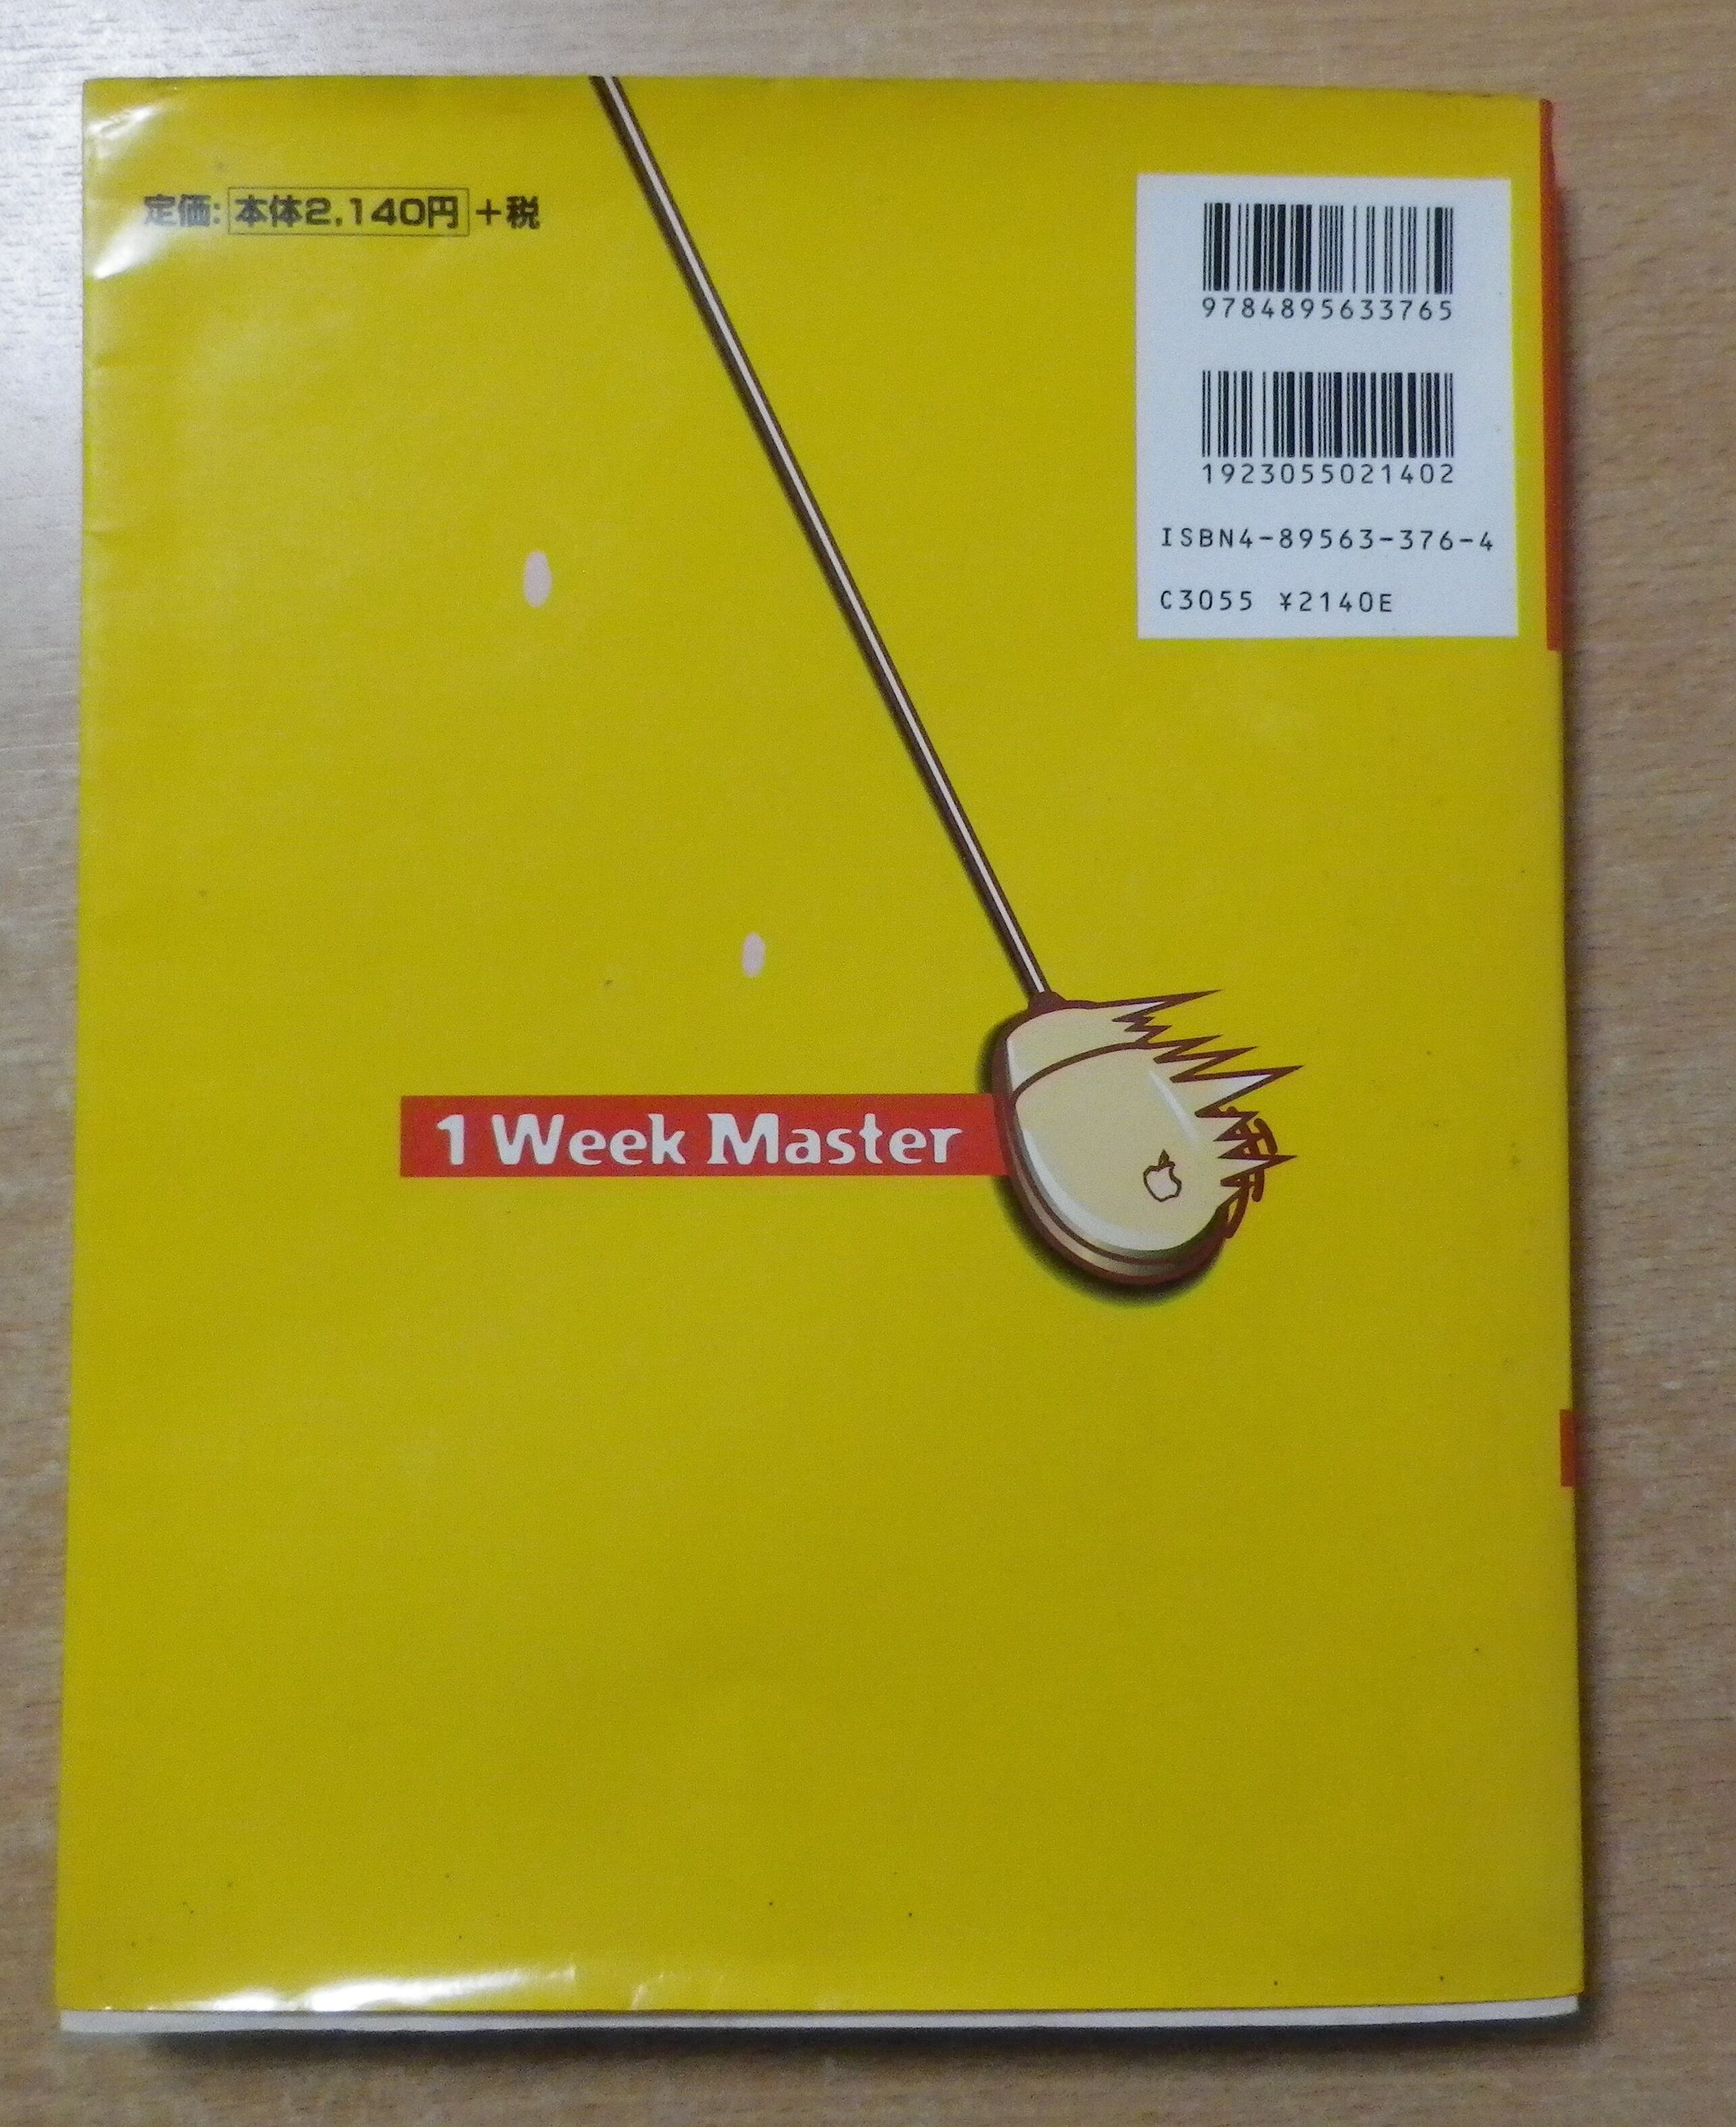 定価: 本体2,140円 +税
9784895633765
1923055021402
ISBN4-89563-376-4
C3055 ¥2140E
1 Week Master